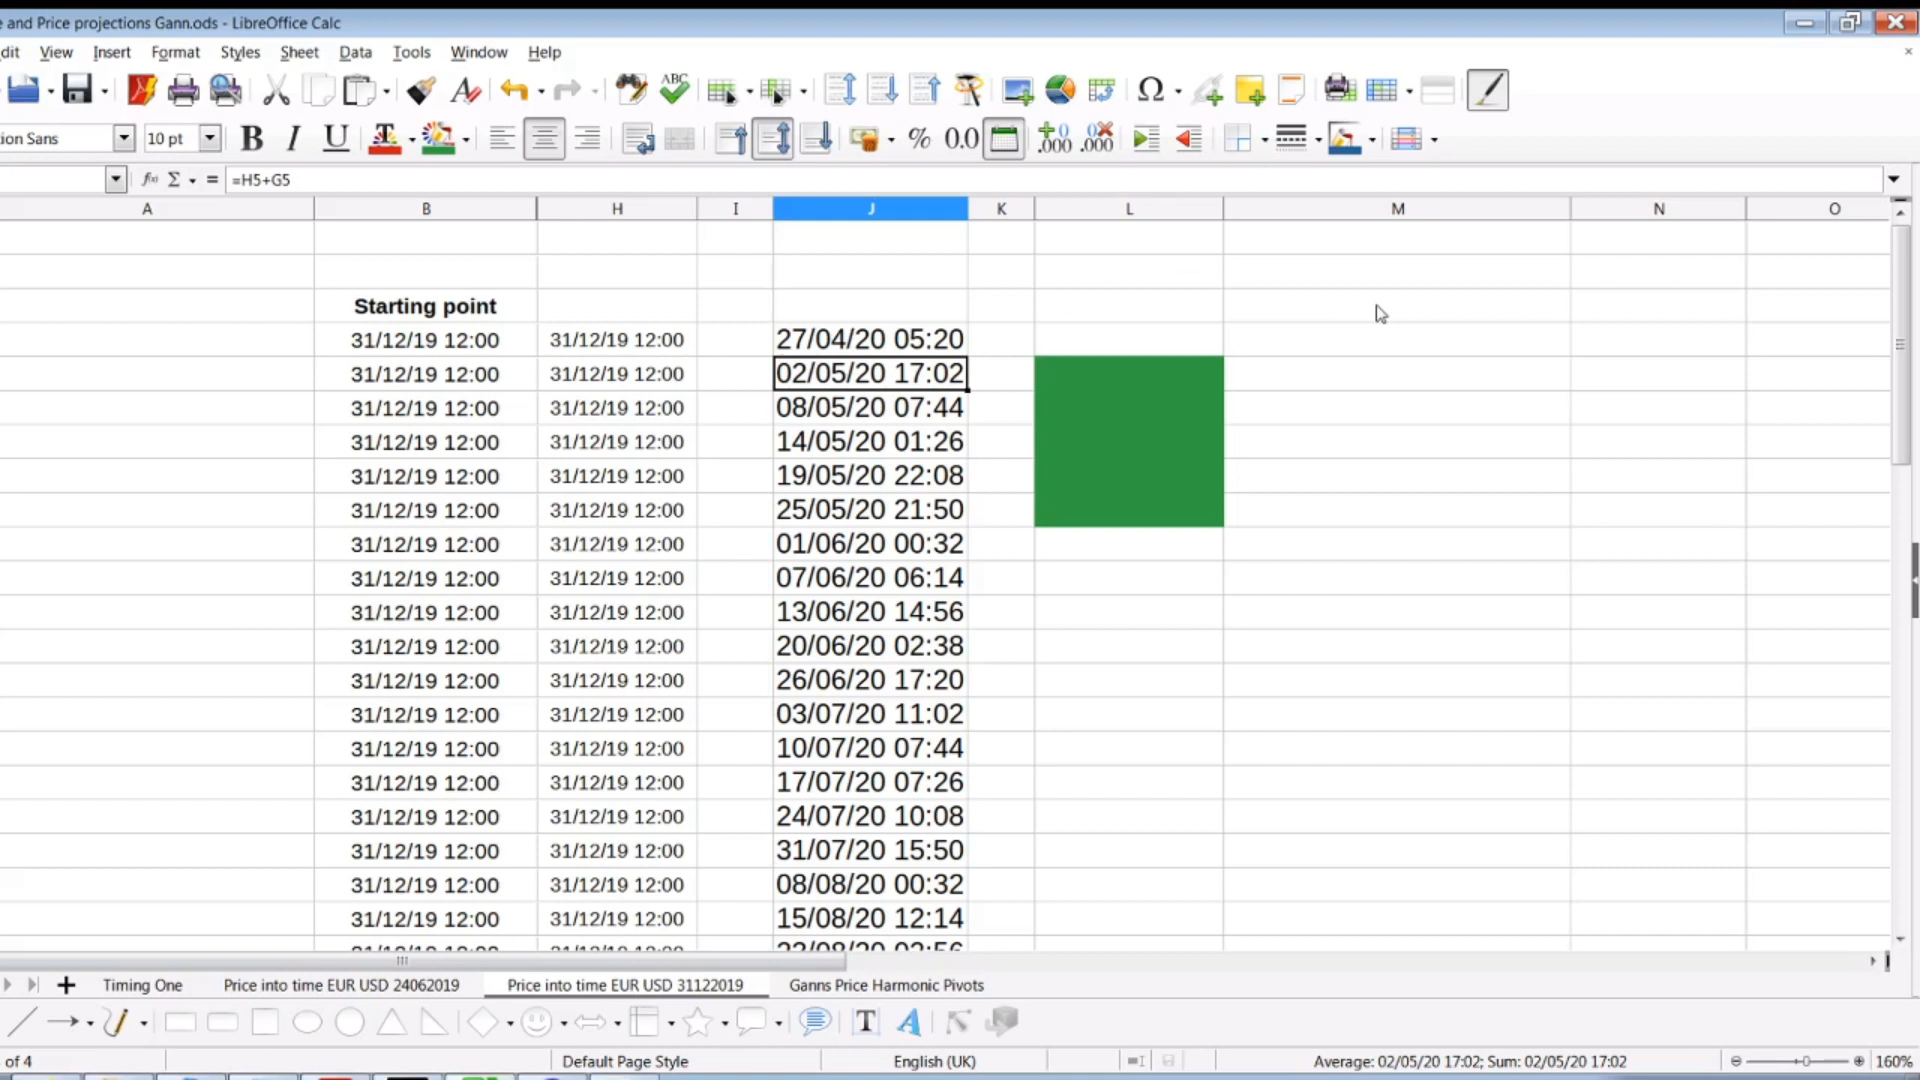 e and Price projections Gann.ods - LibreOffice Calc
dit View Insert Format Styles Sheet Data Tools Window Help
ion Sans 10 pt B I U % 0.0
=H5+G5
A B H I J K L M N O
Starting point
31/12/19 12:00 31/12/19 12:00 27/04/20 05:20
31/12/19 12:00 31/12/19 12:00 02/05/20 17:02
31/12/19 12:00 31/12/19 12:00 08/05/20 07:44
31/12/19 12:00 31/12/19 12:00 14/05/20 01:26
31/12/19 12:00 31/12/19 12:00 19/05/20 22:08
31/12/19 12:00 31/12/19 12:00 25/05/20 21:50
31/12/19 12:00 31/12/19 12:00 01/06/20 00:32
31/12/19 12:00 31/12/19 12:00 07/06/20 06:14
31/12/19 12:00 31/12/19 12:00 13/06/20 14:56
31/12/19 12:00 31/12/19 12:00 20/06/20 02:38
31/12/19 12:00 31/12/19 12:00 26/06/20 17:20
31/12/19 12:00 31/12/19 12:00 03/07/20 11:02
31/12/19 12:00 31/12/19 12:00 10/07/20 07:44
31/12/19 12:00 31/12/19 12:00 17/07/20 07:26
31/12/19 12:00 31/12/19 12:00 24/07/20 10:08
31/12/19 12:00 31/12/19 12:00 31/07/20 15:50
31/12/19 12:00 31/12/19 12:00 08/08/20 00:32
31/12/19 12:00 31/12/19 12:00 15/08/20 12:14
Timing One Price into time EUR USD 24062019 Price into time EUR USD 31122019 Ganns Price Harmonic Pivots
of 4 Default Page Style English (UK) Average: 02/05/20 17:02; Sum: 02/05/20 17:02 160%